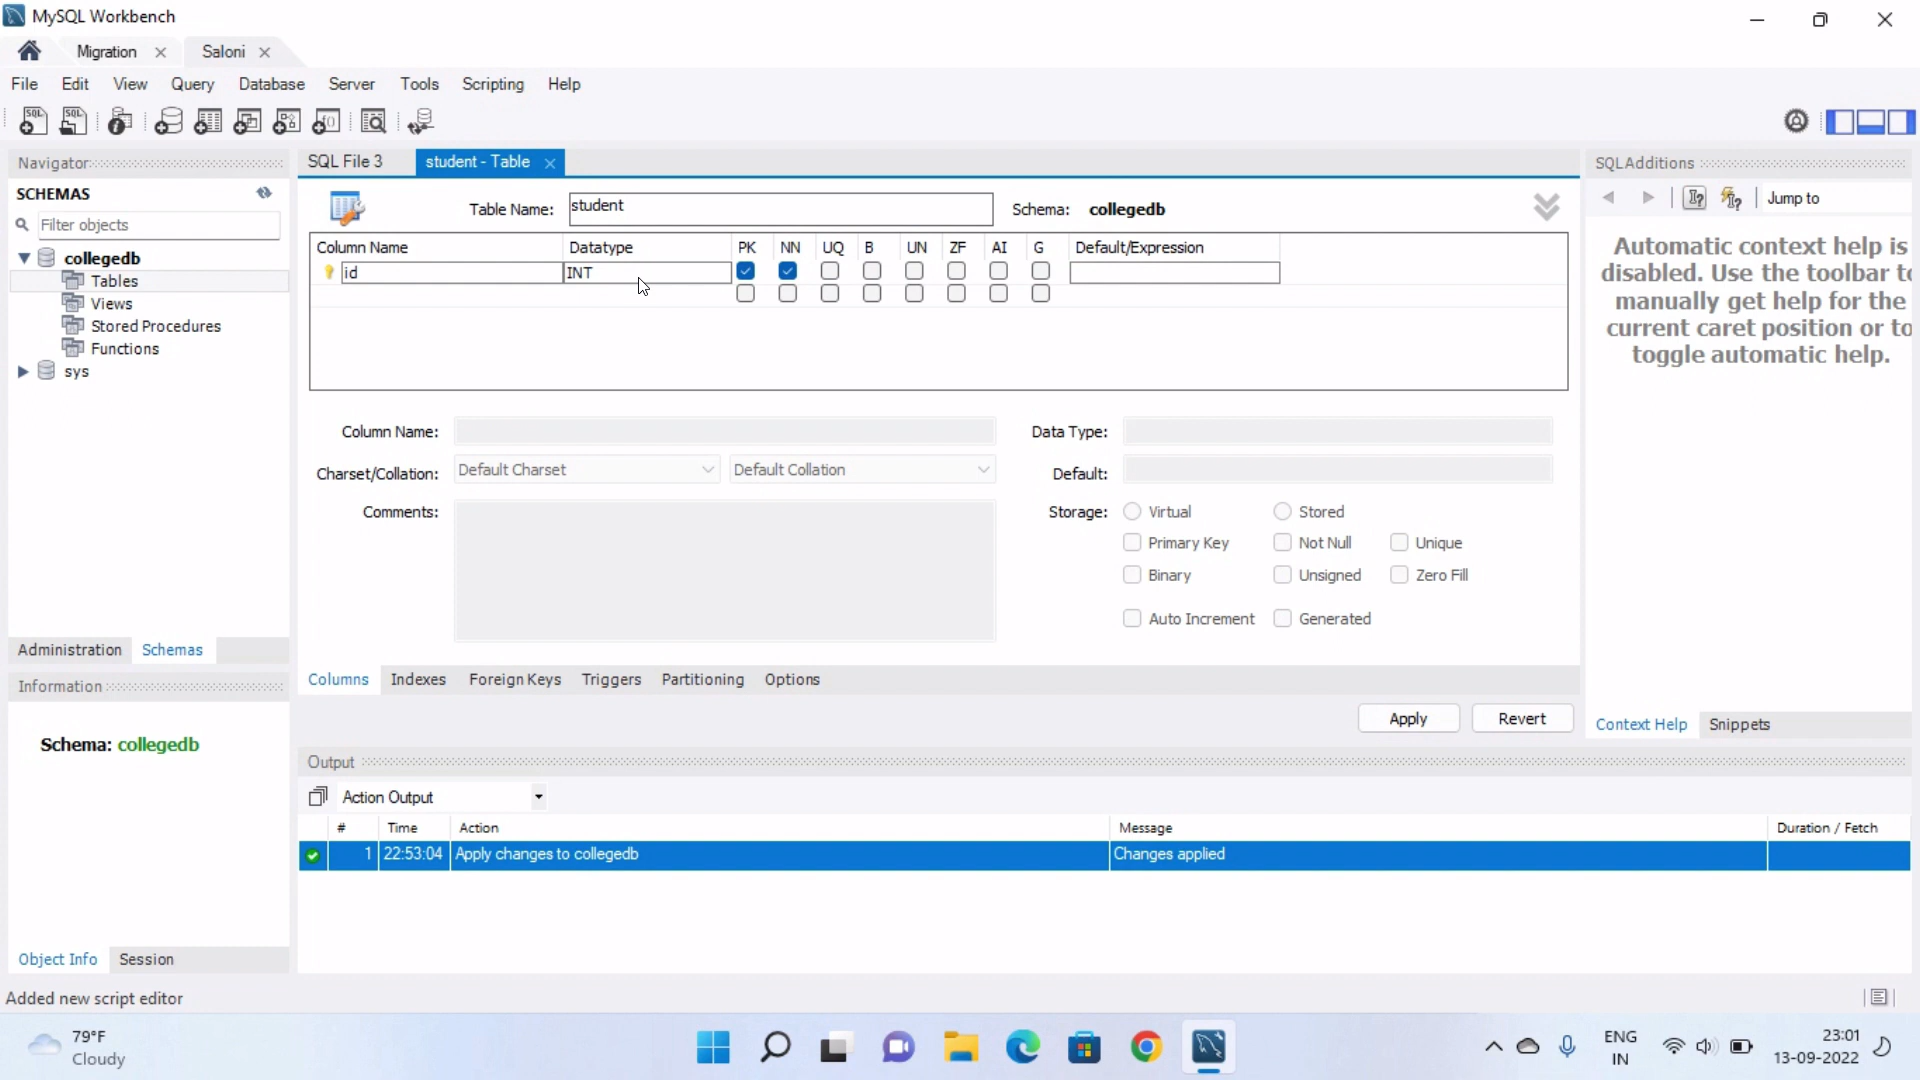 MySQL Workbench
Migration
Saloni
File Edit View Query Database Server Tools Scripting Help
Navigator
SCHEMAS
Filter objects
collegedb
Tables
Views
Stored Procedures
Functions
sys
Administration Schemas
Information
Schema: collegedb
Object Info Session
SQL File 3
student - Table
Table Name: student Schema: collegedb
Column Name Datatype PK NN UQ B UN ZF AI G Default/Expression
id INT
Column Name: Data Type:
Charset/Collation: Default Charset Default Collation Default:
Comments: Storage: Virtual Stored
Primary Key Not Null Unique
Binary Unsigned Zero Fill
Auto Increment Generated
Columns Indexes Foreign Keys Triggers Partitioning Options
Apply Revert
SQLAdditions
Jump to
Automatic context help is
disabled. Use the toolbar to
manually get help for the
current caret position or to
toggle automatic help.
Context Help Snippets
Output
Action Output
# Time Action Message Duration / Fetch
1 22:53:04 Apply changes to collegedb Changes applied
Added new script editor
79°F
Cloudy
ENG
IN
23:01
13-09-2022